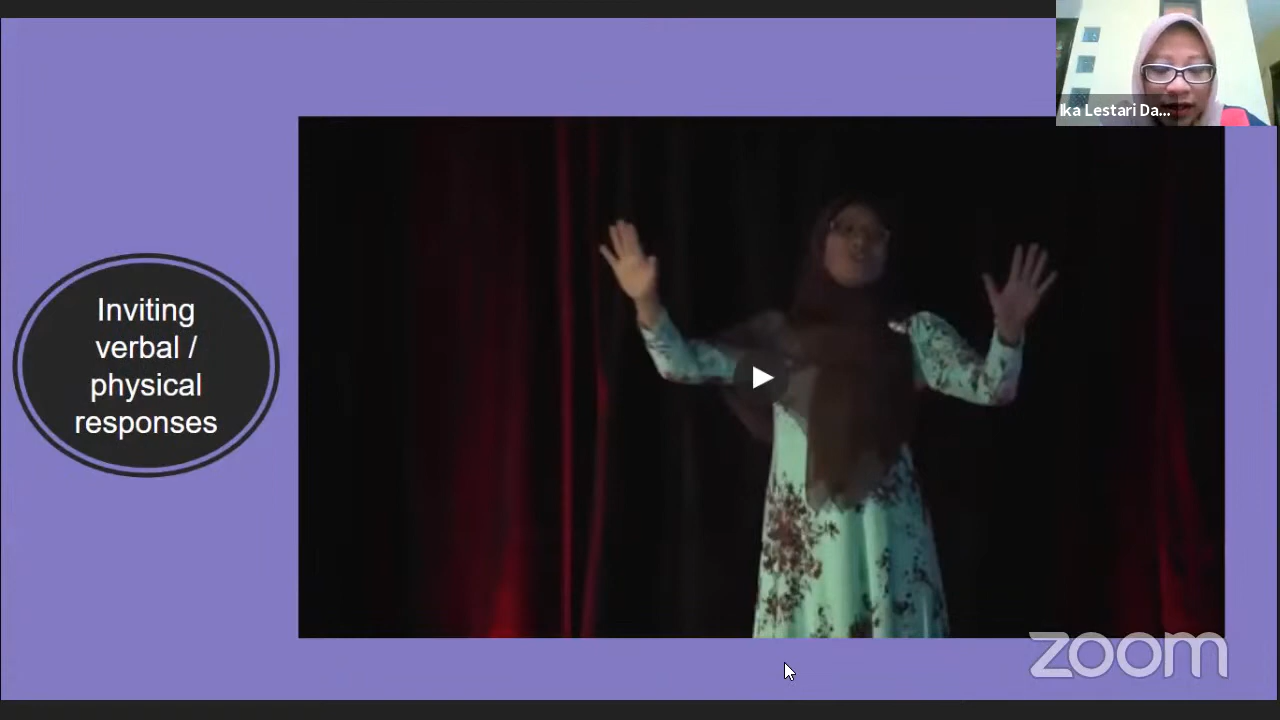 Ika Lestari Da...
Inviting
verbal /
physical
responses
zoom